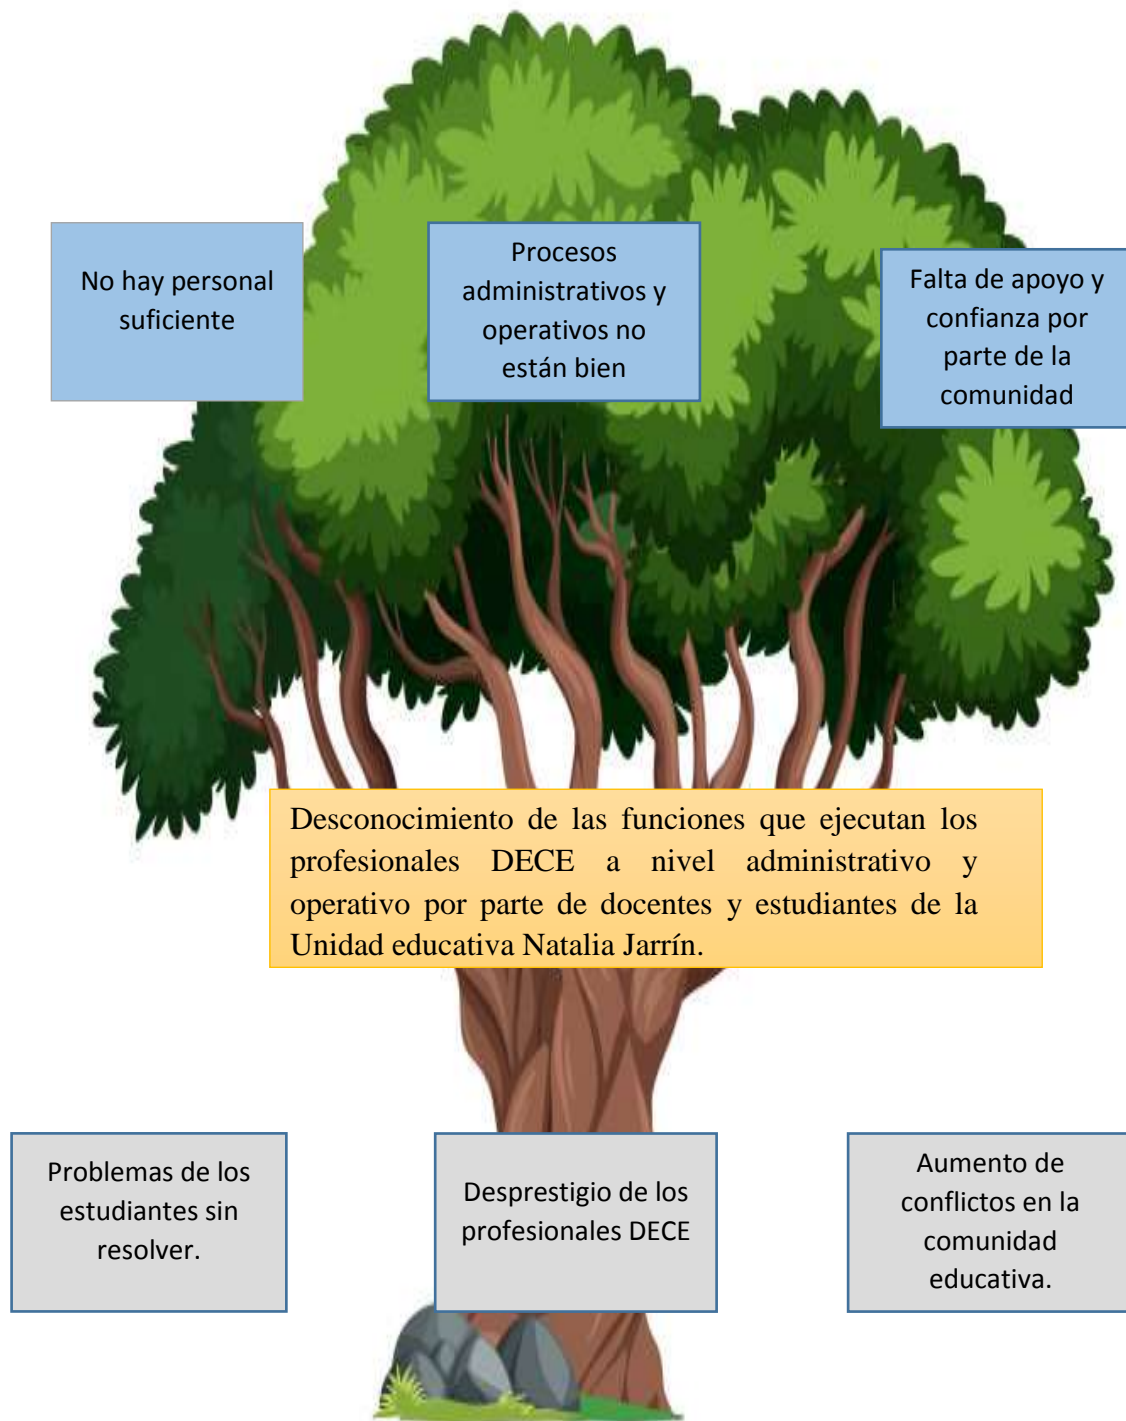 No hay personal
suficiente
Procesos
administrativos y
operativos no
están bien
Falta de apoyo y
confianza por
parte de la
comunidad
Desconocimiento de las funciones que ejecutan los
profesionales DECE a nivel administrativo y
operativo por parte de docentes y estudiantes de la
Unidad educativa Natalia Jarrín.
Problemas de los
estudiantes sin
resolver.
Desprestigio de los
profesionales DECE
Aumento de
conflictos en la
comunidad
educativa.